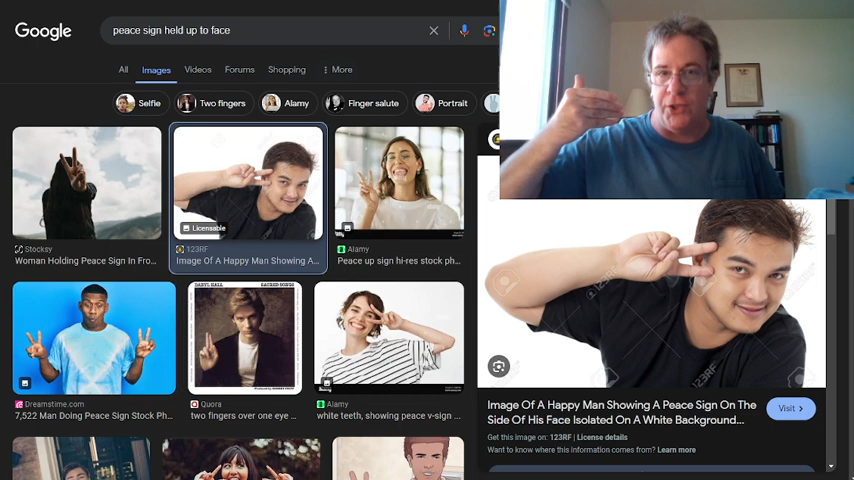 Google
peace sign held up to face
All Images Videos Forums Shopping More
Selfie Two fingers Alamy Finger salute Portrait
Licensable
Stocksy
Woman Holding Peace Sign In Fro...
123RF
Image Of A Happy Man Showing A...
Alamy
Peace up sign hi-res stock ph...
DARYL HALL SACRED SONGS
Dreamstime.com
7,522 Man Doing Peace Sign Stock Ph...
Quora
two fingers over one eye ...
Alamy
white teeth, showing peace v-sign ...
123RF
Image Of A Happy Man Showing A Peace Sign On The
Side Of His Face Isolated On A White Background...
Visit
Get this image on: 123RF | License details
Want to know where this information comes from? Learn more